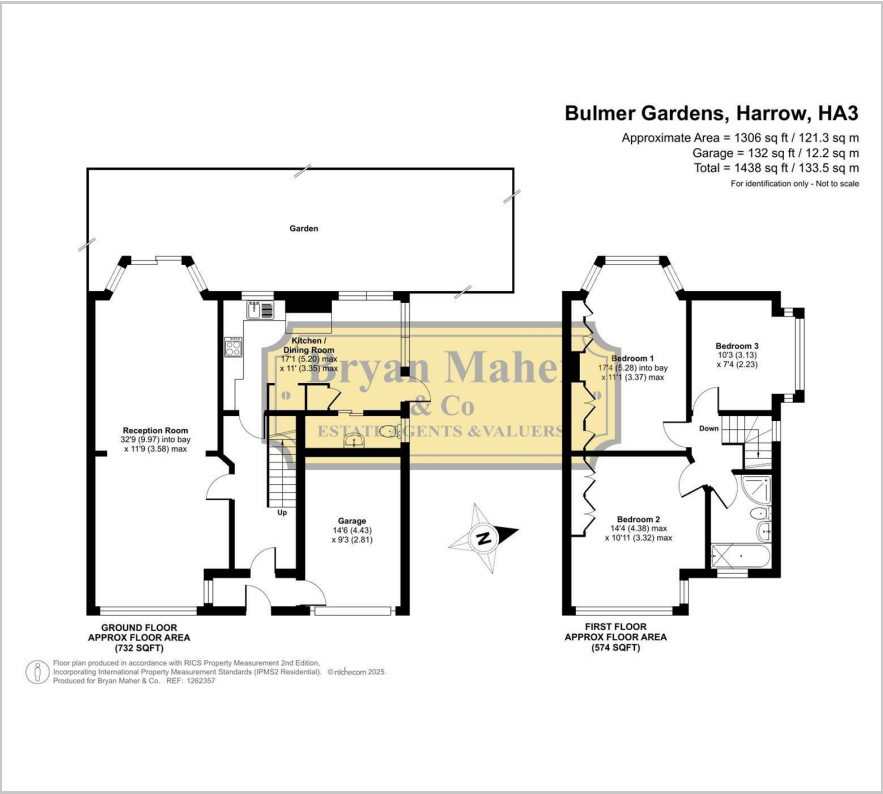 Bulmer Gardens, Harrow, HA3
Approximate Area = 1306 sq ft / 121.3 sq m
Garage = 132 sq ft / 12.2 sq m
Total = 1438 sq ft / 133.5 sq m
For identification only - Not to scale
Garden
Kitchen /
Dining Room
17'1 (5.20) max
x 11' (3.35) max
Bryan Maher
& Co
ESTATE AGENTS & VALUERS
Reception Room
32'9 (9.97) into bay
x 11'9 (3.58) max
Up
Garage
14'6 (4.43)
x 9'3 (2.81)
N
Bedroom 1
17'4 (5.28) into bay
x 11'1 (3.37) max
Bedroom 3
10'3 (3.13)
x 7'4 (2.23)
Down
Bedroom 2
14'4 (4.38) max
x 10'11 (3.32) max
GROUND FLOOR
APPROX FLOOR AREA
(732 SQFT)
FIRST FLOOR
APPROX FLOOR AREA
(574 SQFT)
Floor plan produced in accordance with RICS Property Measurement 2nd Edition,
Incorporating International Property Measurement Standards (IPMS2 Residential). © nichecom 2025.
Produced for Bryan Maher & Co. REF: 1262357